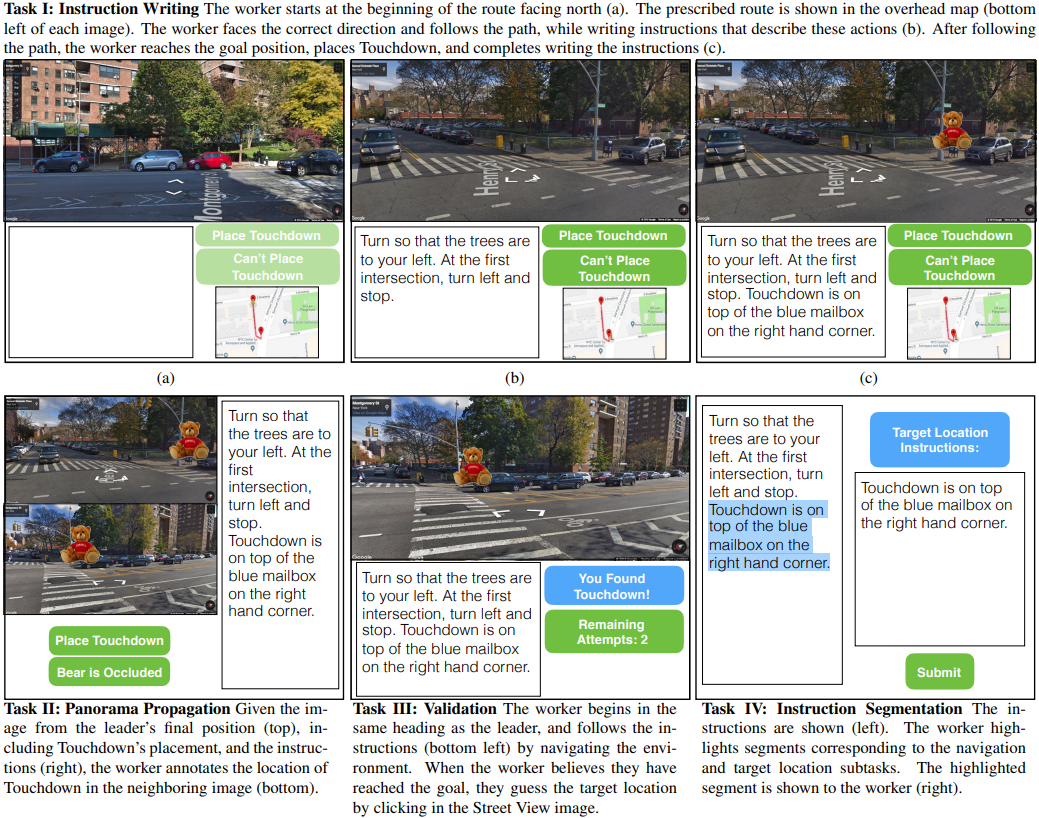 Task I: Instruction Writing The worker starts at the beginning of the route facing north (a). The prescribed route is shown in the overhead map (bottom
left of each image). The worker faces the correct direction and follows the path, while writing instructions that describe these actions (b). After following
the path, the worker reaches the goal position, places Touchdown, and completes writing the instructions (c).
Montgomery St
Place Touchdown
Can't Place
Touchdown
Henry St
Turn so that the trees are
to your left. At the first
intersection, turn left and
stop.
Place Touchdown
Can't Place
Touchdown
Henry St
Turn so that the trees are
to your left. At the first
intersection, turn left and
stop. Touchdown is on
top of the blue mailbox
on the right hand corner.
Place Touchdown
Can't Place
Touchdown
(a)
(b)
(c)
Turn so that
the trees are to
your left. At the
first
intersection,
turn left and
stop.
Touchdown is
on top of the
blue mailbox
on the right
hand corner.
Place Touchdown
Bear is Occluded
Montgomery St
New York
Google
Turn so that the trees are
to your left. At the first
intersection, turn left and
stop. Touchdown is on
top of the blue mailbox
on the right hand corner.
You Found
Touchdown!
Remaining
Attempts: 2
Turn so that the
trees are to your
left. At the first
intersection, turn
left and stop.
Touchdown is on
top of the blue
mailbox on the
right hand corner.
Target Location
Instructions:
Touchdown is on top
of the blue mailbox on
the right hand corner.
Submit
Task II: Panorama Propagation Given the im-
age from the leader's final position (top), in-
cluding Touchdown's placement, and the instruc-
tions (right), the worker annotates the location of
Touchdown in the neighboring image (bottom).
Task III: Validation The worker begins in the
same heading as the leader, and follows the in-
structions (bottom left) by navigating the envi-
ronment. When the worker believes they have
reached the goal, they guess the target location
by clicking in the Street View image.
Task IV: Instruction Segmentation The in-
structions are shown (left). The worker high-
lights segments corresponding to the navigation
and target location subtasks. The highlighted
segment is shown to the worker (right).